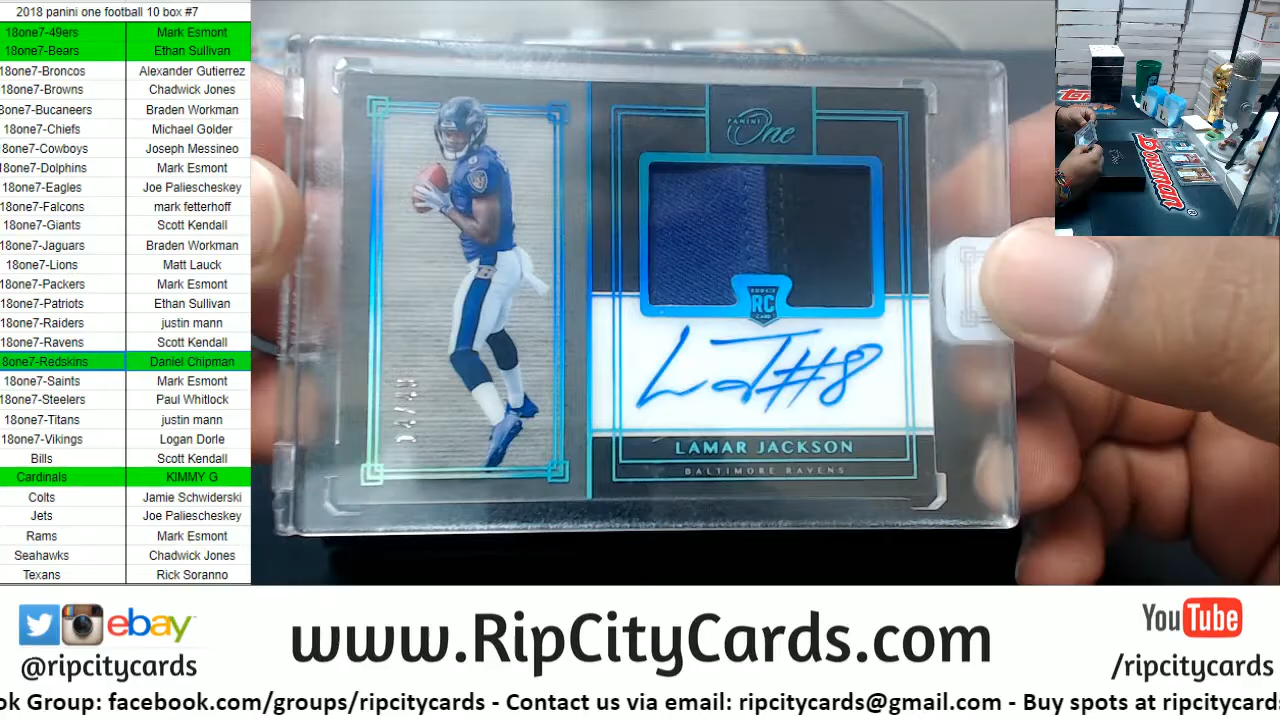 2018 panini one football 10 box #7
18one7-49ers Mark Esmont
18one7-Bears Ethan Sullivan
18one7-Broncos Alexander Gutierrez
18one7-Browns Chadwick Jones
8one7-Bucaneers Braden Workman
18one7-Chiefs Michael Golder
18one7-Cowboys Joseph Messineo
18one7-Dolphins Mark Esmont
18one7-Eagles Joe Paliescheskey
18one7-Falcons mark fetterhoff
18one7-Giants Scott Kendall
18one7-Jaguars Braden Workman
18one7-Lions Matt Lauck
18one7-Packers Mark Esmont
18one7-Patriots Ethan Sullivan
18one7-Raiders justin mann
18one7-Ravens Scott Kendall
8one7-Redskins Daniel Chipman
18one7-Saints Mark Esmont
18one7-Steelers Paul Whitlock
18one7-Titans justin mann
18one7-Vikings Logan Dorle
Bills Scott Kendall
Cardinals KIMMY G
Colts Jamie Schwiderski
Jets Joe Paliescheskey
Rams Mark Esmont
Seahawks Chadwick Jones
Texans Rick Soranno
PANINI
One
ROOKIE
RC
CARD
#8
LAMAR JACKSON
BALTIMORE RAVENS
Bowman
ebay
@ripcitycards
www.RipCityCards.com
YouTube
/ripcitycards
ok Group: facebook.com/groups/ripcitycards - Contact us via email: ripcitycards@gmail.com - Buy spots at ripcitycards